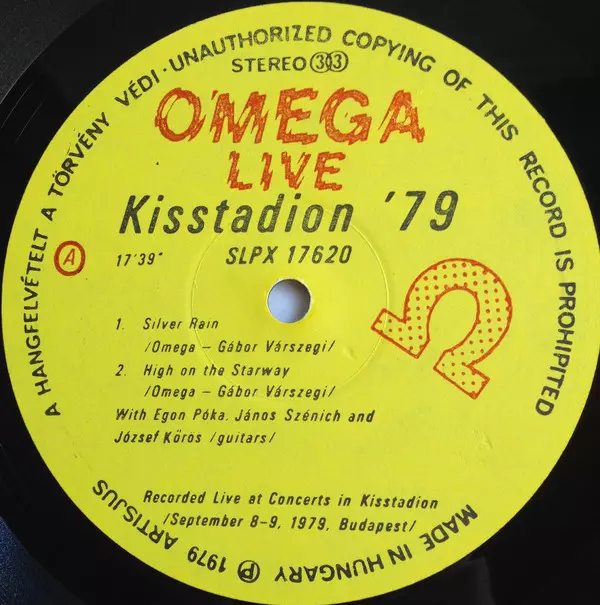 A HANGFELVÉTELT A TÖRVÉNY VÉDI · UNAUTHORIZED COPYING OF THIS RECORD IS PROHIPITED
STEREO 33
OMEGA
LIVE
Kisstadion '79
A
17'39"
SLPX 17620
Ω
1. Silver Rain
/Omega – Gábor Várszegi/
2. High on the Starway
/Omega – Gábor Várszegi/
With Egon Póka, János Szénich and
József Kőrös /guitars/
Recorded Live at Concerts in Kisstadion
/September 8-9, 1979, Budapest/
MADE IN HUNGARY ℗ 1979 ARTISJUS